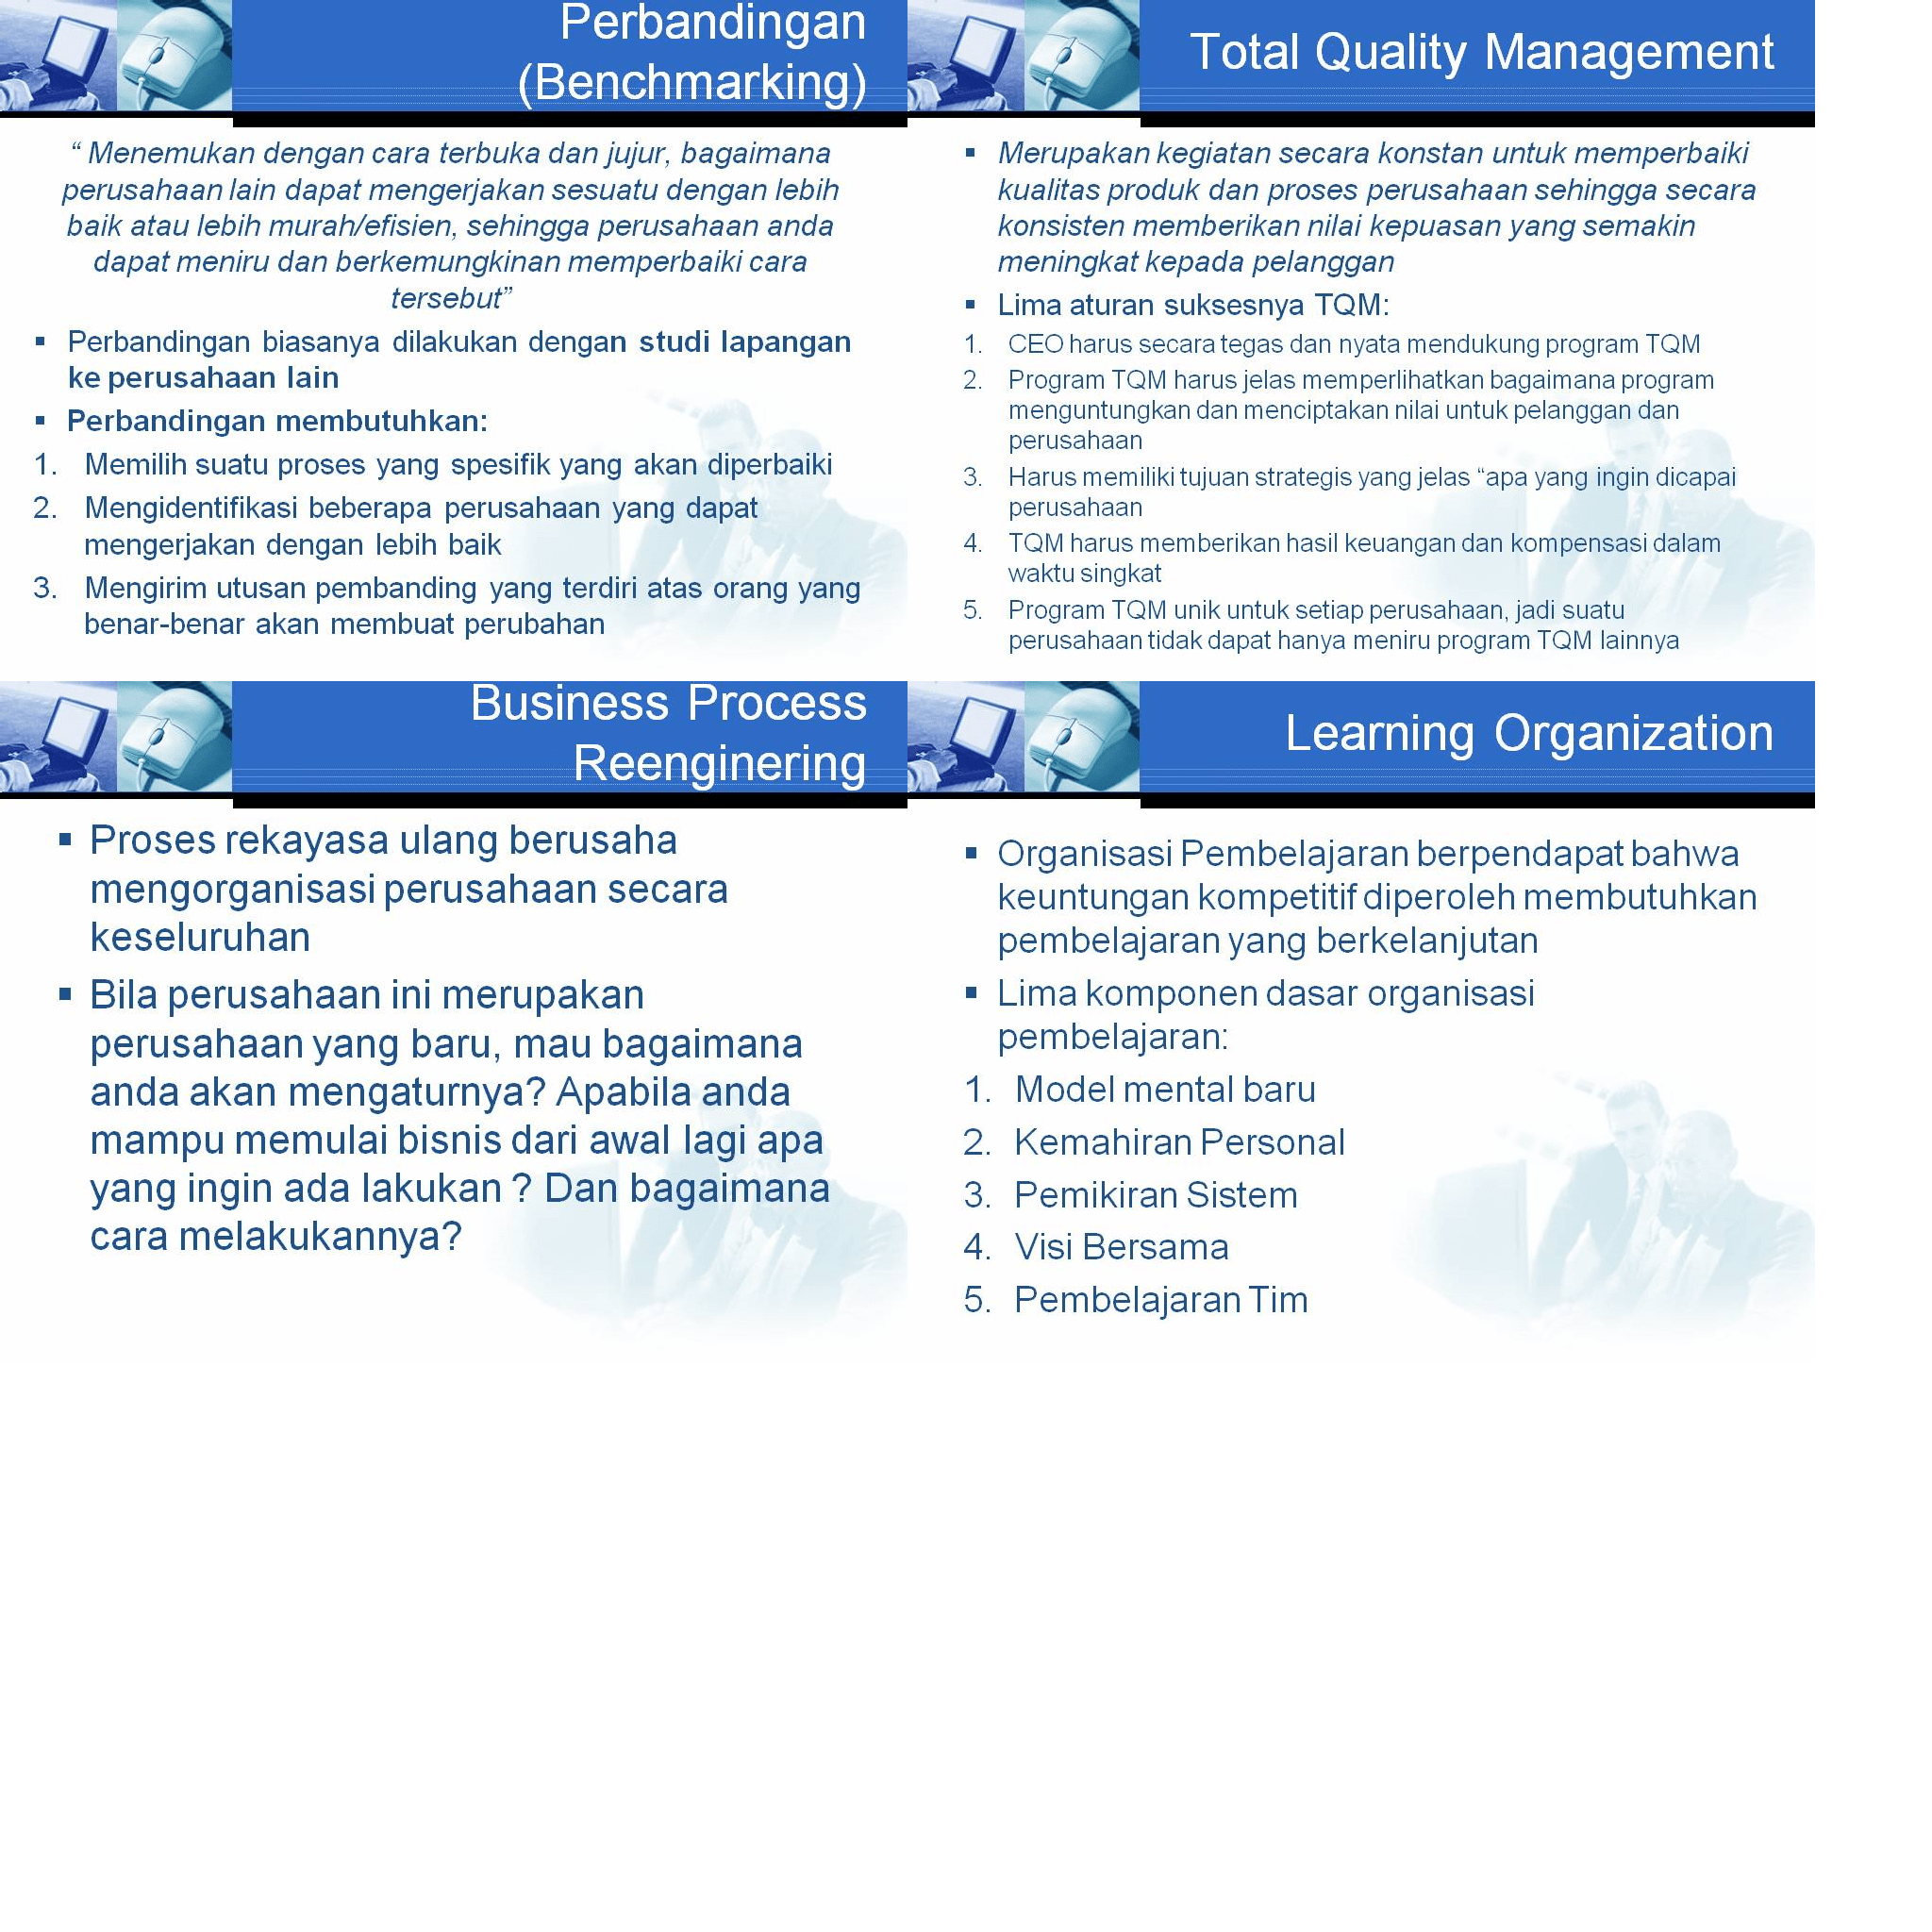 Perbandingan
(Benchmarking)
“ Menemukan dengan cara terbuka dan jujur, bagaimana
perusahaan lain dapat mengerjakan sesuatu dengan lebih
baik atau lebih murah/efisien, sehingga perusahaan anda
dapat meniru dan berkemungkinan memperbaiki cara
tersebut”
▪ Perbandingan biasanya dilakukan dengan studi lapangan
ke perusahaan lain
▪ Perbandingan membutuhkan:
1. Memilih suatu proses yang spesifik yang akan diperbaiki
2. Mengidentifikasi beberapa perusahaan yang dapat
mengerjakan dengan lebih baik
3. Mengirim utusan pembanding yang terdiri atas orang yang
benar-benar akan membuat perubahan
Total Quality Management
▪ Merupakan kegiatan secara konstan untuk memperbaiki
kualitas produk dan proses perusahaan sehingga secara
konsisten memberikan nilai kepuasan yang semakin
meningkat kepada pelanggan
▪ Lima aturan suksesnya TQM:
1. CEO harus secara tegas dan nyata mendukung program TQM
2. Program TQM harus jelas memperlihatkan bagaimana program
menguntungkan dan menciptakan nilai untuk pelanggan dan
perusahaan
3. Harus memiliki tujuan strategis yang jelas “apa yang ingin dicapai
perusahaan
4. TQM harus memberikan hasil keuangan dan kompensasi dalam
waktu singkat
5. Program TQM unik untuk setiap perusahaan, jadi suatu
perusahaan tidak dapat hanya meniru program TQM lainnya
Business Process
Reenginering
▪ Proses rekayasa ulang berusaha
mengorganisasi perusahaan secara
keseluruhan
▪ Bila perusahaan ini merupakan
perusahaan yang baru, mau bagaimana
anda akan mengaturnya? Apabila anda
mampu memulai bisnis dari awal lagi apa
yang ingin ada lakukan ? Dan bagaimana
cara melakukannya?
Learning Organization
▪ Organisasi Pembelajaran berpendapat bahwa
keuntungan kompetitif diperoleh membutuhkan
pembelajaran yang berkelanjutan
▪ Lima komponen dasar organisasi
pembelajaran:
1. Model mental baru
2. Kemahiran Personal
3. Pemikiran Sistem
4. Visi Bersama
5. Pembelajaran Tim